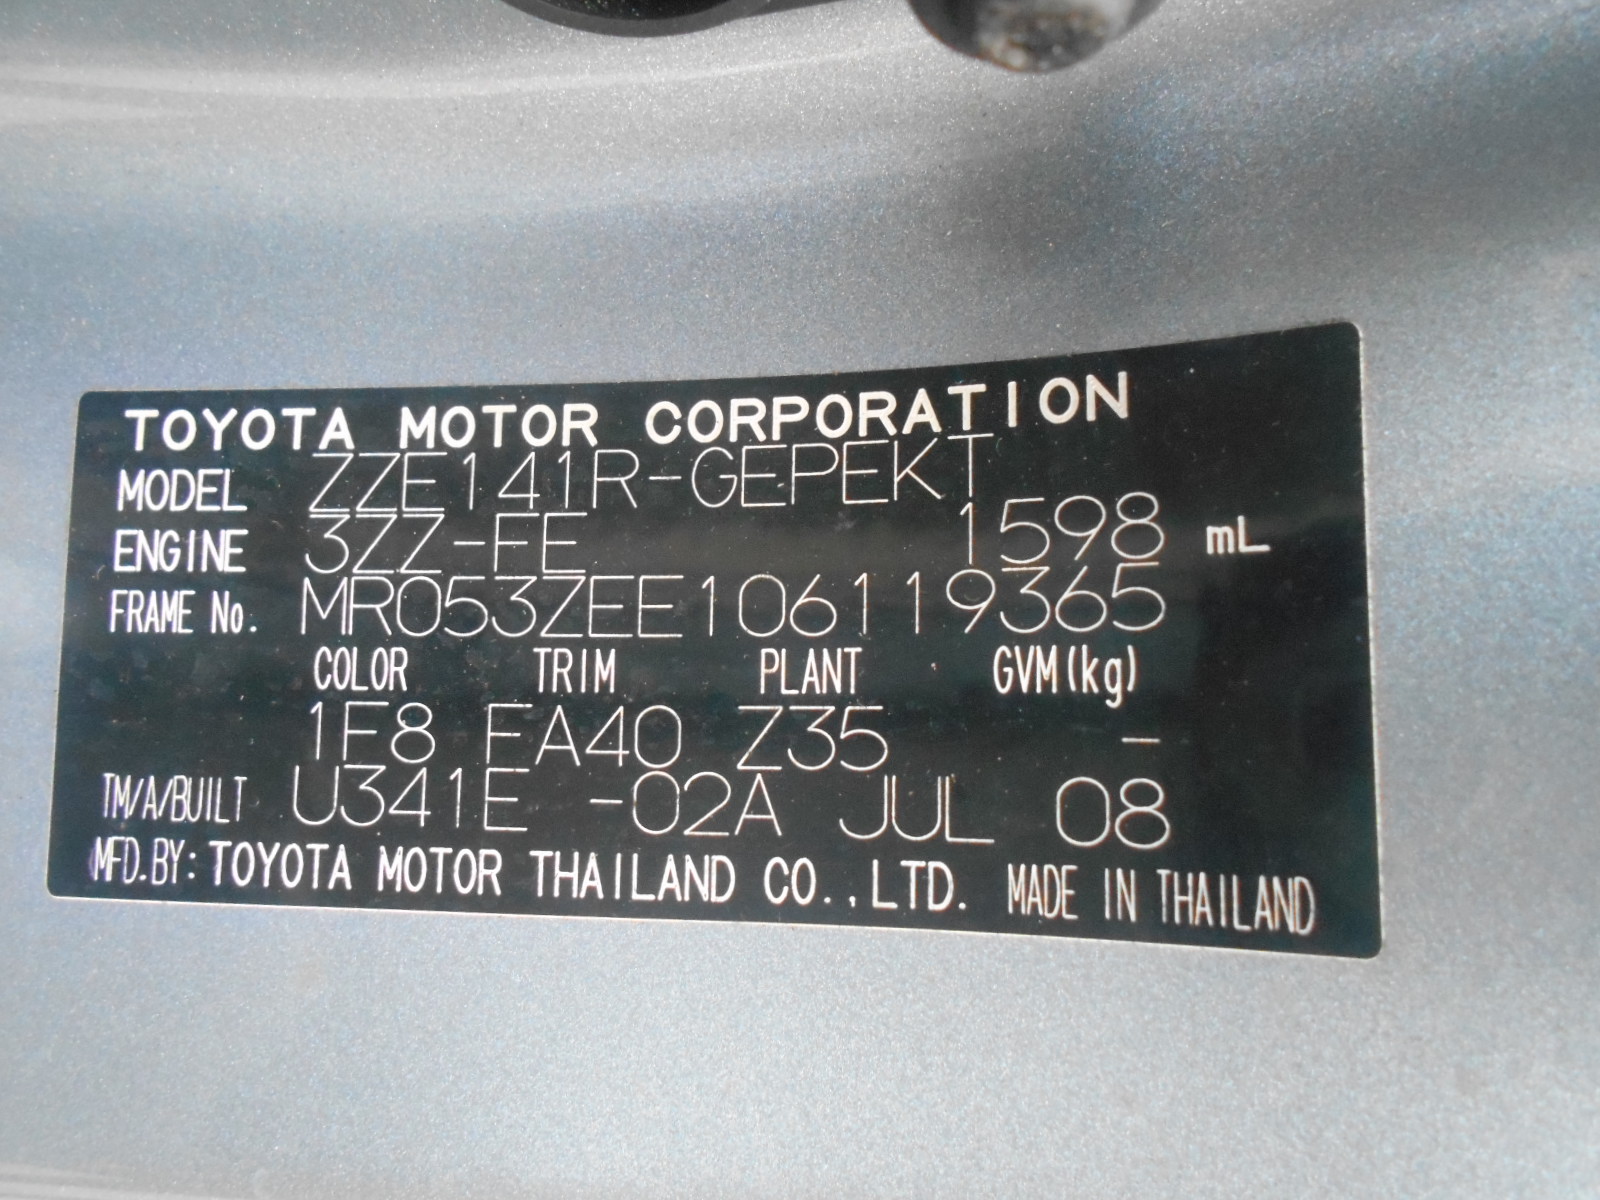 TOYOTA MOTOR CORPORATION
MODEL ZZE141R-GEPEKT
ENGINE 3ZZ-FE 1598 mL
FRAME No. MR053ZEE106119365
COLOR TRIM PLANT GVM(kg)
1F8 FA40 Z35 -
TM/A/BUILT U341E -02A JUL 08
MFD.BY: TOYOTA MOTOR THAILAND CO.,LTD. MADE IN THAILAND